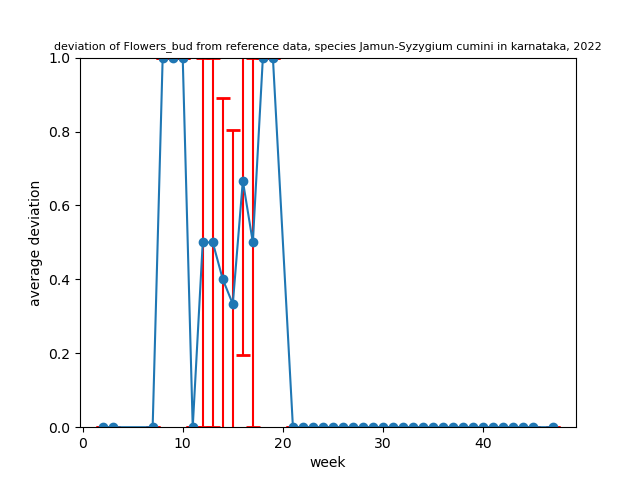 deviation of Flowers_bud from reference data, species Jamun-Syzygium cumini in karnataka, 2022
1.0
0.8
0.6
0.4
0.2
0.0
average deviation
0 10 20 30 40
week